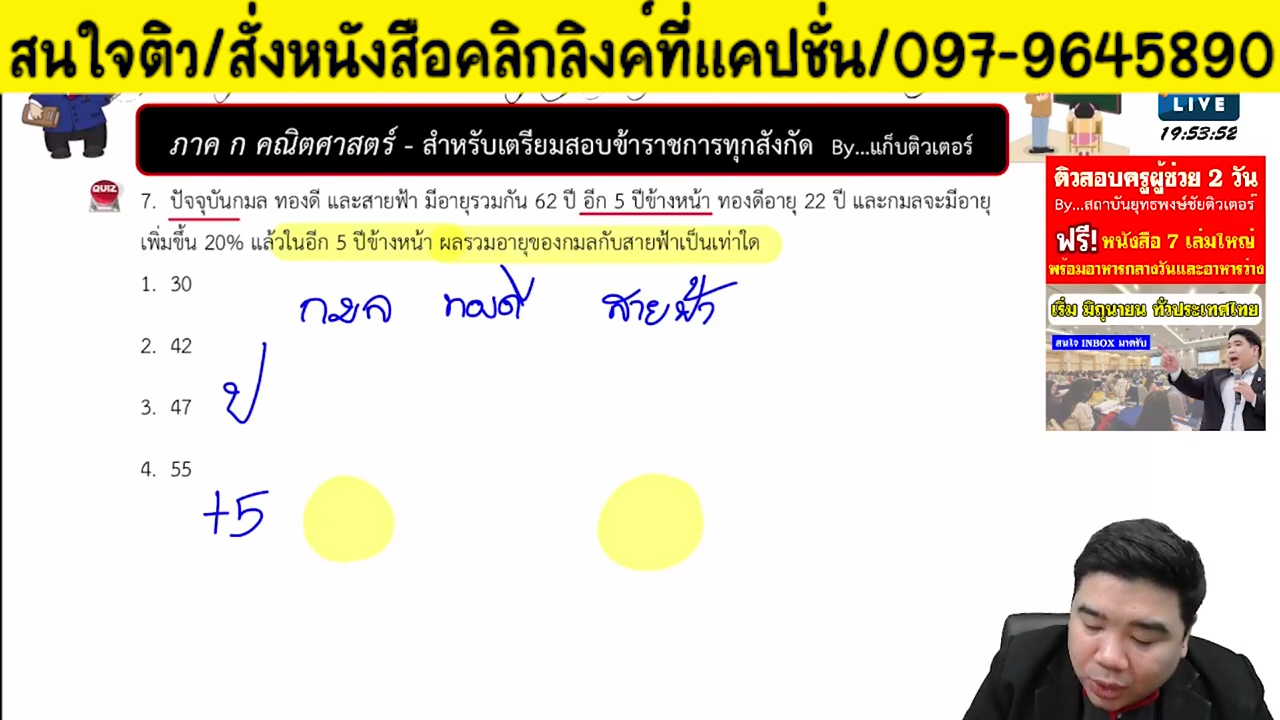 สนใจติว/สั่งหนังสือคลิกลิงค์ที่แคปชั่น/097-9645890
LIVE
19:53:52
ภาค ก คณิตศาสตร์ - สำหรับเตรียมสอบข้าราชการทุกสังกัด By...แก็บติวเตอร์
ติวสอบครูผู้ช่วย 2 วัน
By...สถาบันยุทธพงษ์ชัยติวเตอร์
ฟรี! หนังสือ 7 เล่มใหญ่
พร้อมอาหารกลางวันและอาหารว่าง
เริ่ม มิถุนายน ทั่วประเทศไทย
สนใจ INBOX มาครับ
QUIZ
7. ปัจจุบันกมล ทองดี และสายฟ้า มีอายุรวมกัน 62 ปี อีก 5 ปีข้างหน้า ทองดีอายุ 22 ปี และกมลจะมีอายุ
เพิ่มขึ้น 20% แล้วในอีก 5 ปีข้างหน้า ผลรวมอายุของกมลกับสายฟ้าเป็นเท่าใด
1. 30
กมล ทองดี สายฟ้า
2. 42
ป
3. 47
4. 55
+5